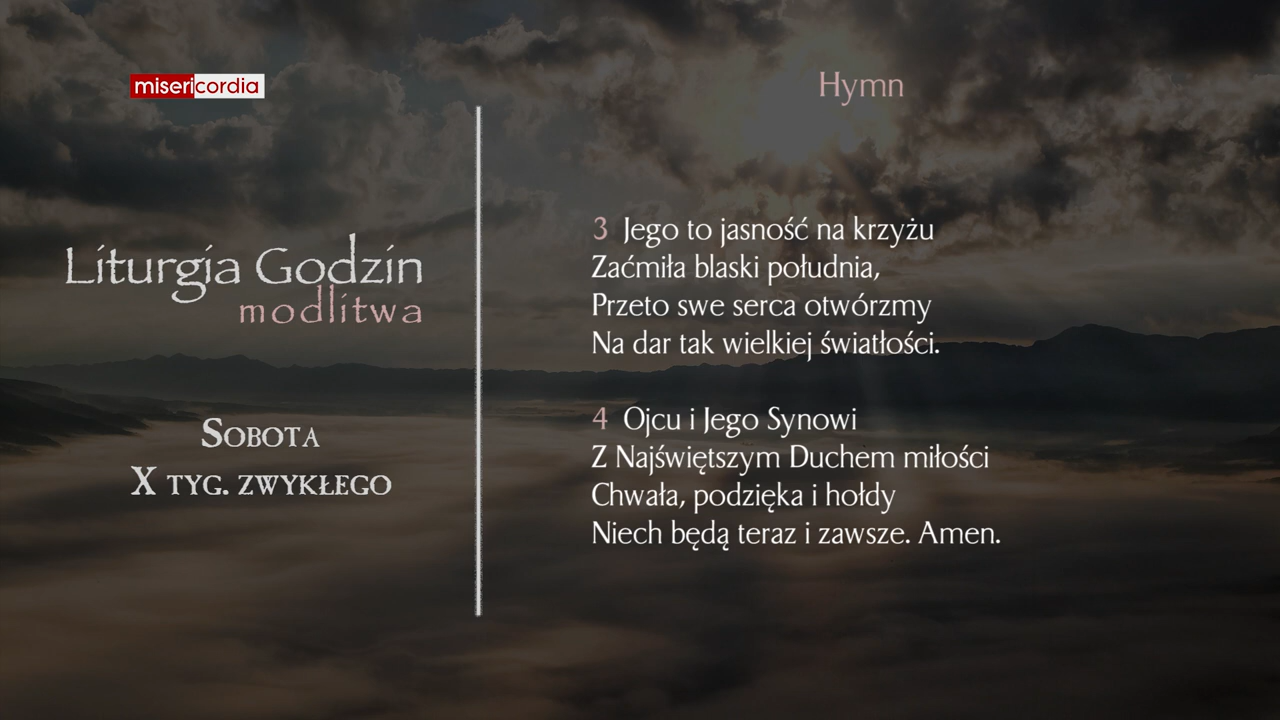 misericordia
Liturgia Godzin
modlitwa
Sobota
X tyg. zwykłego
Hymn
3 Jego to jasność na krzyżu
Zaćmiła blaski południa,
Przeto swe serca otwórzmy
Na dar tak wielkiej światłości.
4 Ojcu i Jego Synowi
Z Najświętszym Duchem miłości
Chwała, podzięka i hołdy
Niech będą teraz i zawsze. Amen.